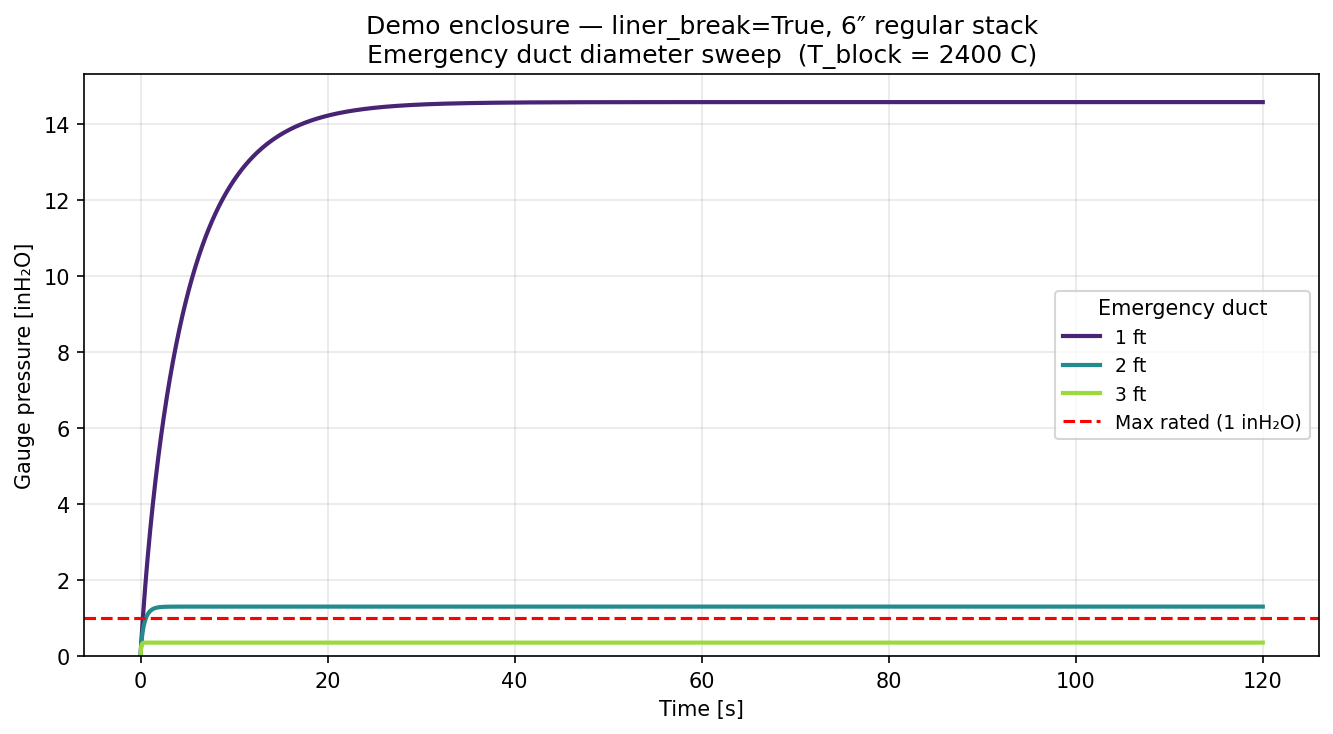 Demo enclosure — liner_break=True, 6″ regular stack
Emergency duct diameter sweep  (T_block = 2400 C)
Gauge pressure [inH₂O]
14
12
10
8
6
4
2
0
Emergency duct
1 ft
2 ft
3 ft
Max rated (1 inH₂O)
0 20 40 60 80 100 120
Time [s]